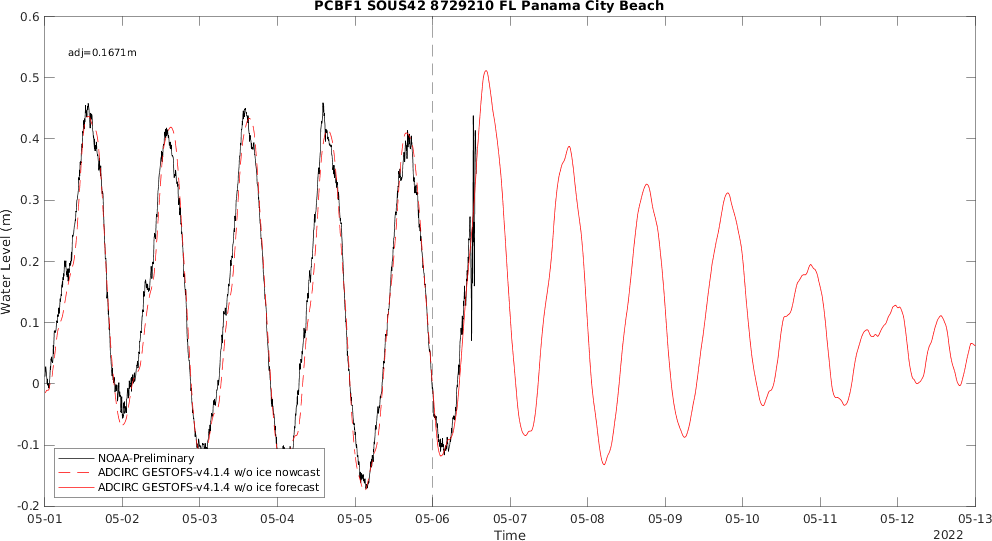 PCBF1 SOUS42 8729210 FL Panama City Beach
0.6
adj=0.1671m
0.5
0.4
0.3
0.2
0.1
0
-0.1
-0.2
Water Level (m)
NOAA-Preliminary
ADCIRC GESTOFS-v4.1.4 w/o ice nowcast
ADCIRC GESTOFS-v4.1.4 w/o ice forecast
05-01 05-02 05-03 05-04 05-05 05-06 05-07 05-08 05-09 05-10 05-11 05-12 05-13
Time
2022